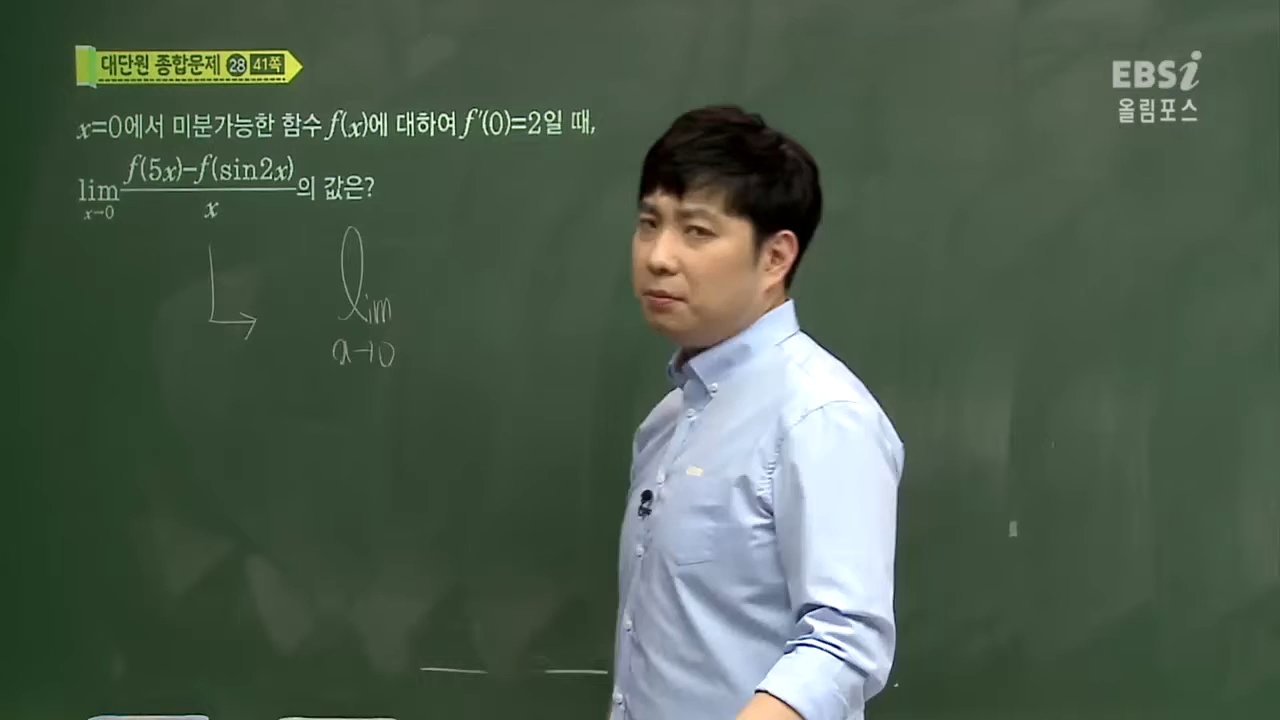 대단원 종합문제 28 41쪽
EBSi
올림포스
x=0에서 미분가능한 함수 f(x)에 대하여 f'(0)=2일 때,
lim x→0 f(5x)-f(sin2x) / x 의 값은?
lim
x→0